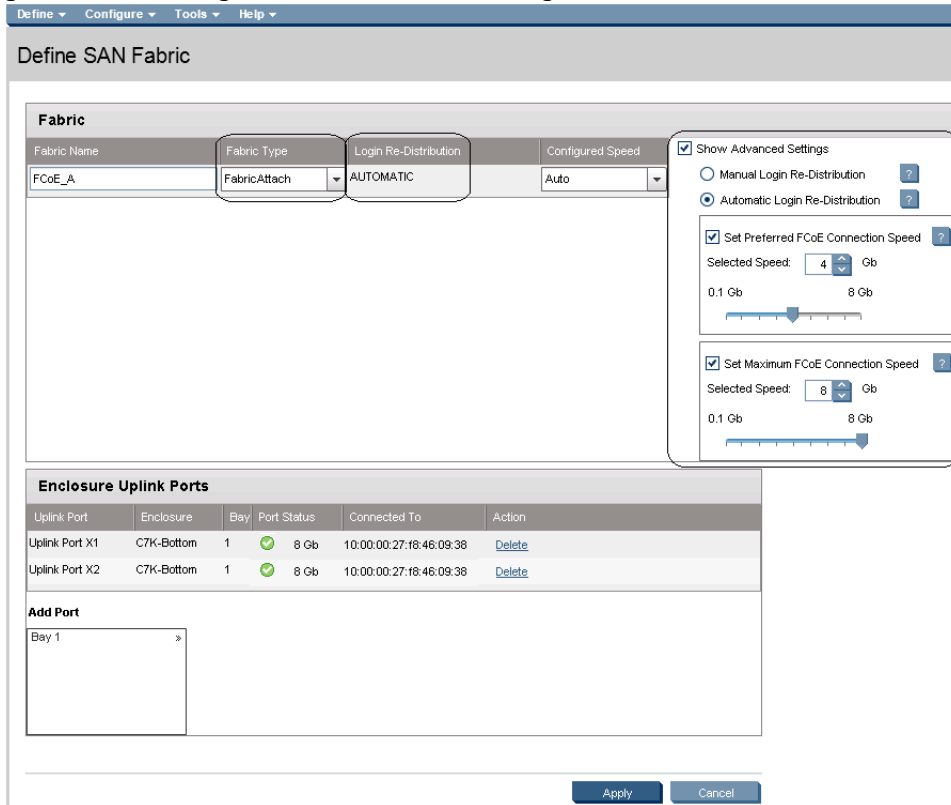 Define Configure Tools Help
Define SAN Fabric
Fabric
Fabric Name Fabric Type Login Re-Distribution Configured Speed
FCoE_A FabricAttach AUTOMATIC Auto
Show Advanced Settings
Manual Login Re-Distribution ?
Automatic Login Re-Distribution ?
Set Preferred FCoE Connection Speed ?
Selected Speed: 4 Gb
0.1 Gb 8 Gb
Set Maximum FCoE Connection Speed ?
Selected Speed: 8 Gb
0.1 Gb 8 Gb
Enclosure Uplink Ports
Uplink Port Enclosure Bay Port Status Connected To Action
Uplink Port X1 C7K-Bottom 1 8 Gb 10:00:00:27:f8:46:09:38 Delete
Uplink Port X2 C7K-Bottom 1 8 Gb 10:00:00:27:f8:46:09:38 Delete
Add Port
Bay 1 »
Apply Cancel